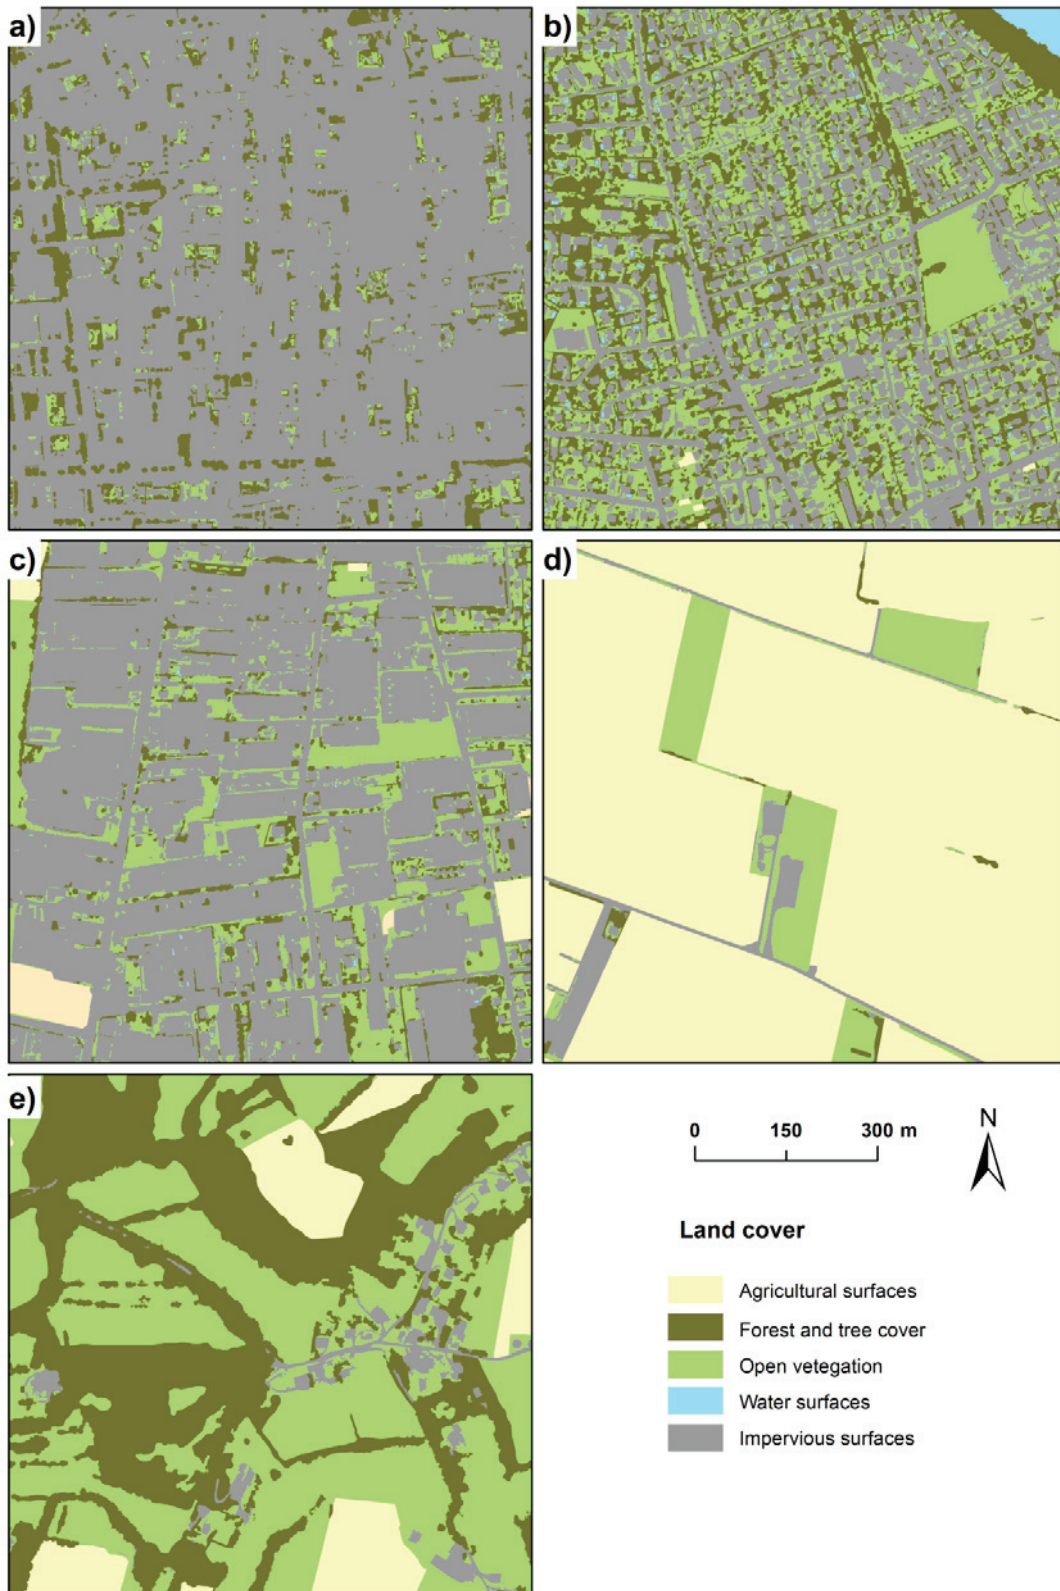 a)
b)
c)
d)
e)
0 150 300 m
N
Land cover
Agricultural surfaces
Forest and tree cover
Open vetegation
Water surfaces
Impervious surfaces